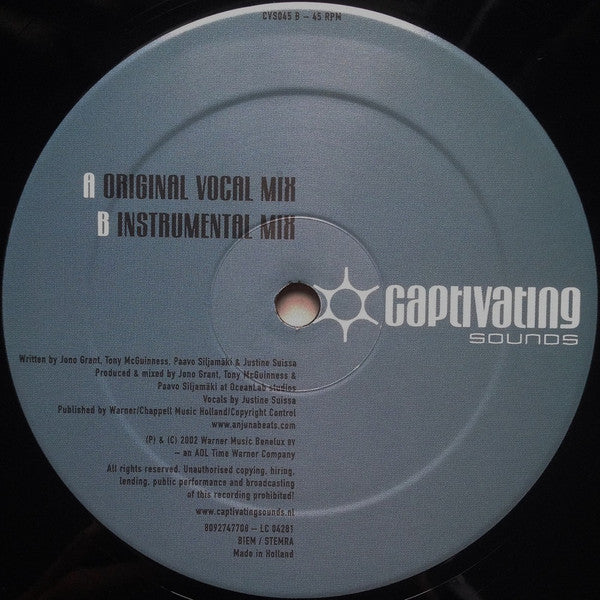 CVS045 B – 45 RPM
A ORIGINAL VOCAL MIX
B INSTRUMENTAL MIX
captivating
SOUNDS
Written by Jono Grant, Tony McGuinness, Paavo Siljamäki & Justine Suissa
Produced & mixed by Jono Grant, Tony McGuinness &
Paavo Siljamäki at OceanLab studios
Vocals by Justine Suissa
Published by Warner/Chappell Music Holland/Copyright Control
www.anjunabeats.com
(P) & (C) 2002 Warner Music Benelux BV
– an AOL Time Warner Company
All rights reserved. Unauthorised copying, hiring,
lending, public performance and broadcasting
of this recording prohibited!
www.captivatingsounds.nl
8092742708 – LC 04281
BIEM / STEMRA
Made in Holland